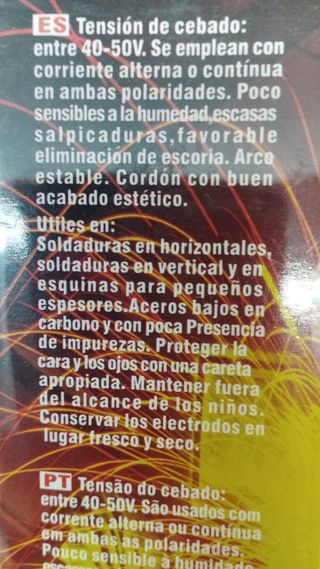 ES Tensión de cebado:
entre 40-50V. Se emplean con
corriente alterna o contínua
en ambas polaridades. Poco
sensibles a la humedad,escasas
salpicaduras,favorable
eliminación de escoria. Arco
estable. Cordón con buen
acabado estético.
Utiles en:
Soldaduras en horizontales,
soldaduras en vertical y en
esquinas para pequeños
espesores.Aceros bajos en
carbono y con poca Presencia
de impurezas. Proteger la
cara y los ojos con una careta
apropiada. Mantener fuera
del alcance de los niños.
Conservar los electrodos en
lugar fresco y seco.
PT Tensão do cebado:
entre 40-50V. São usados com
corrente alterna ou contínua
em ambas as polaridades.
Pouco sensible à humidade